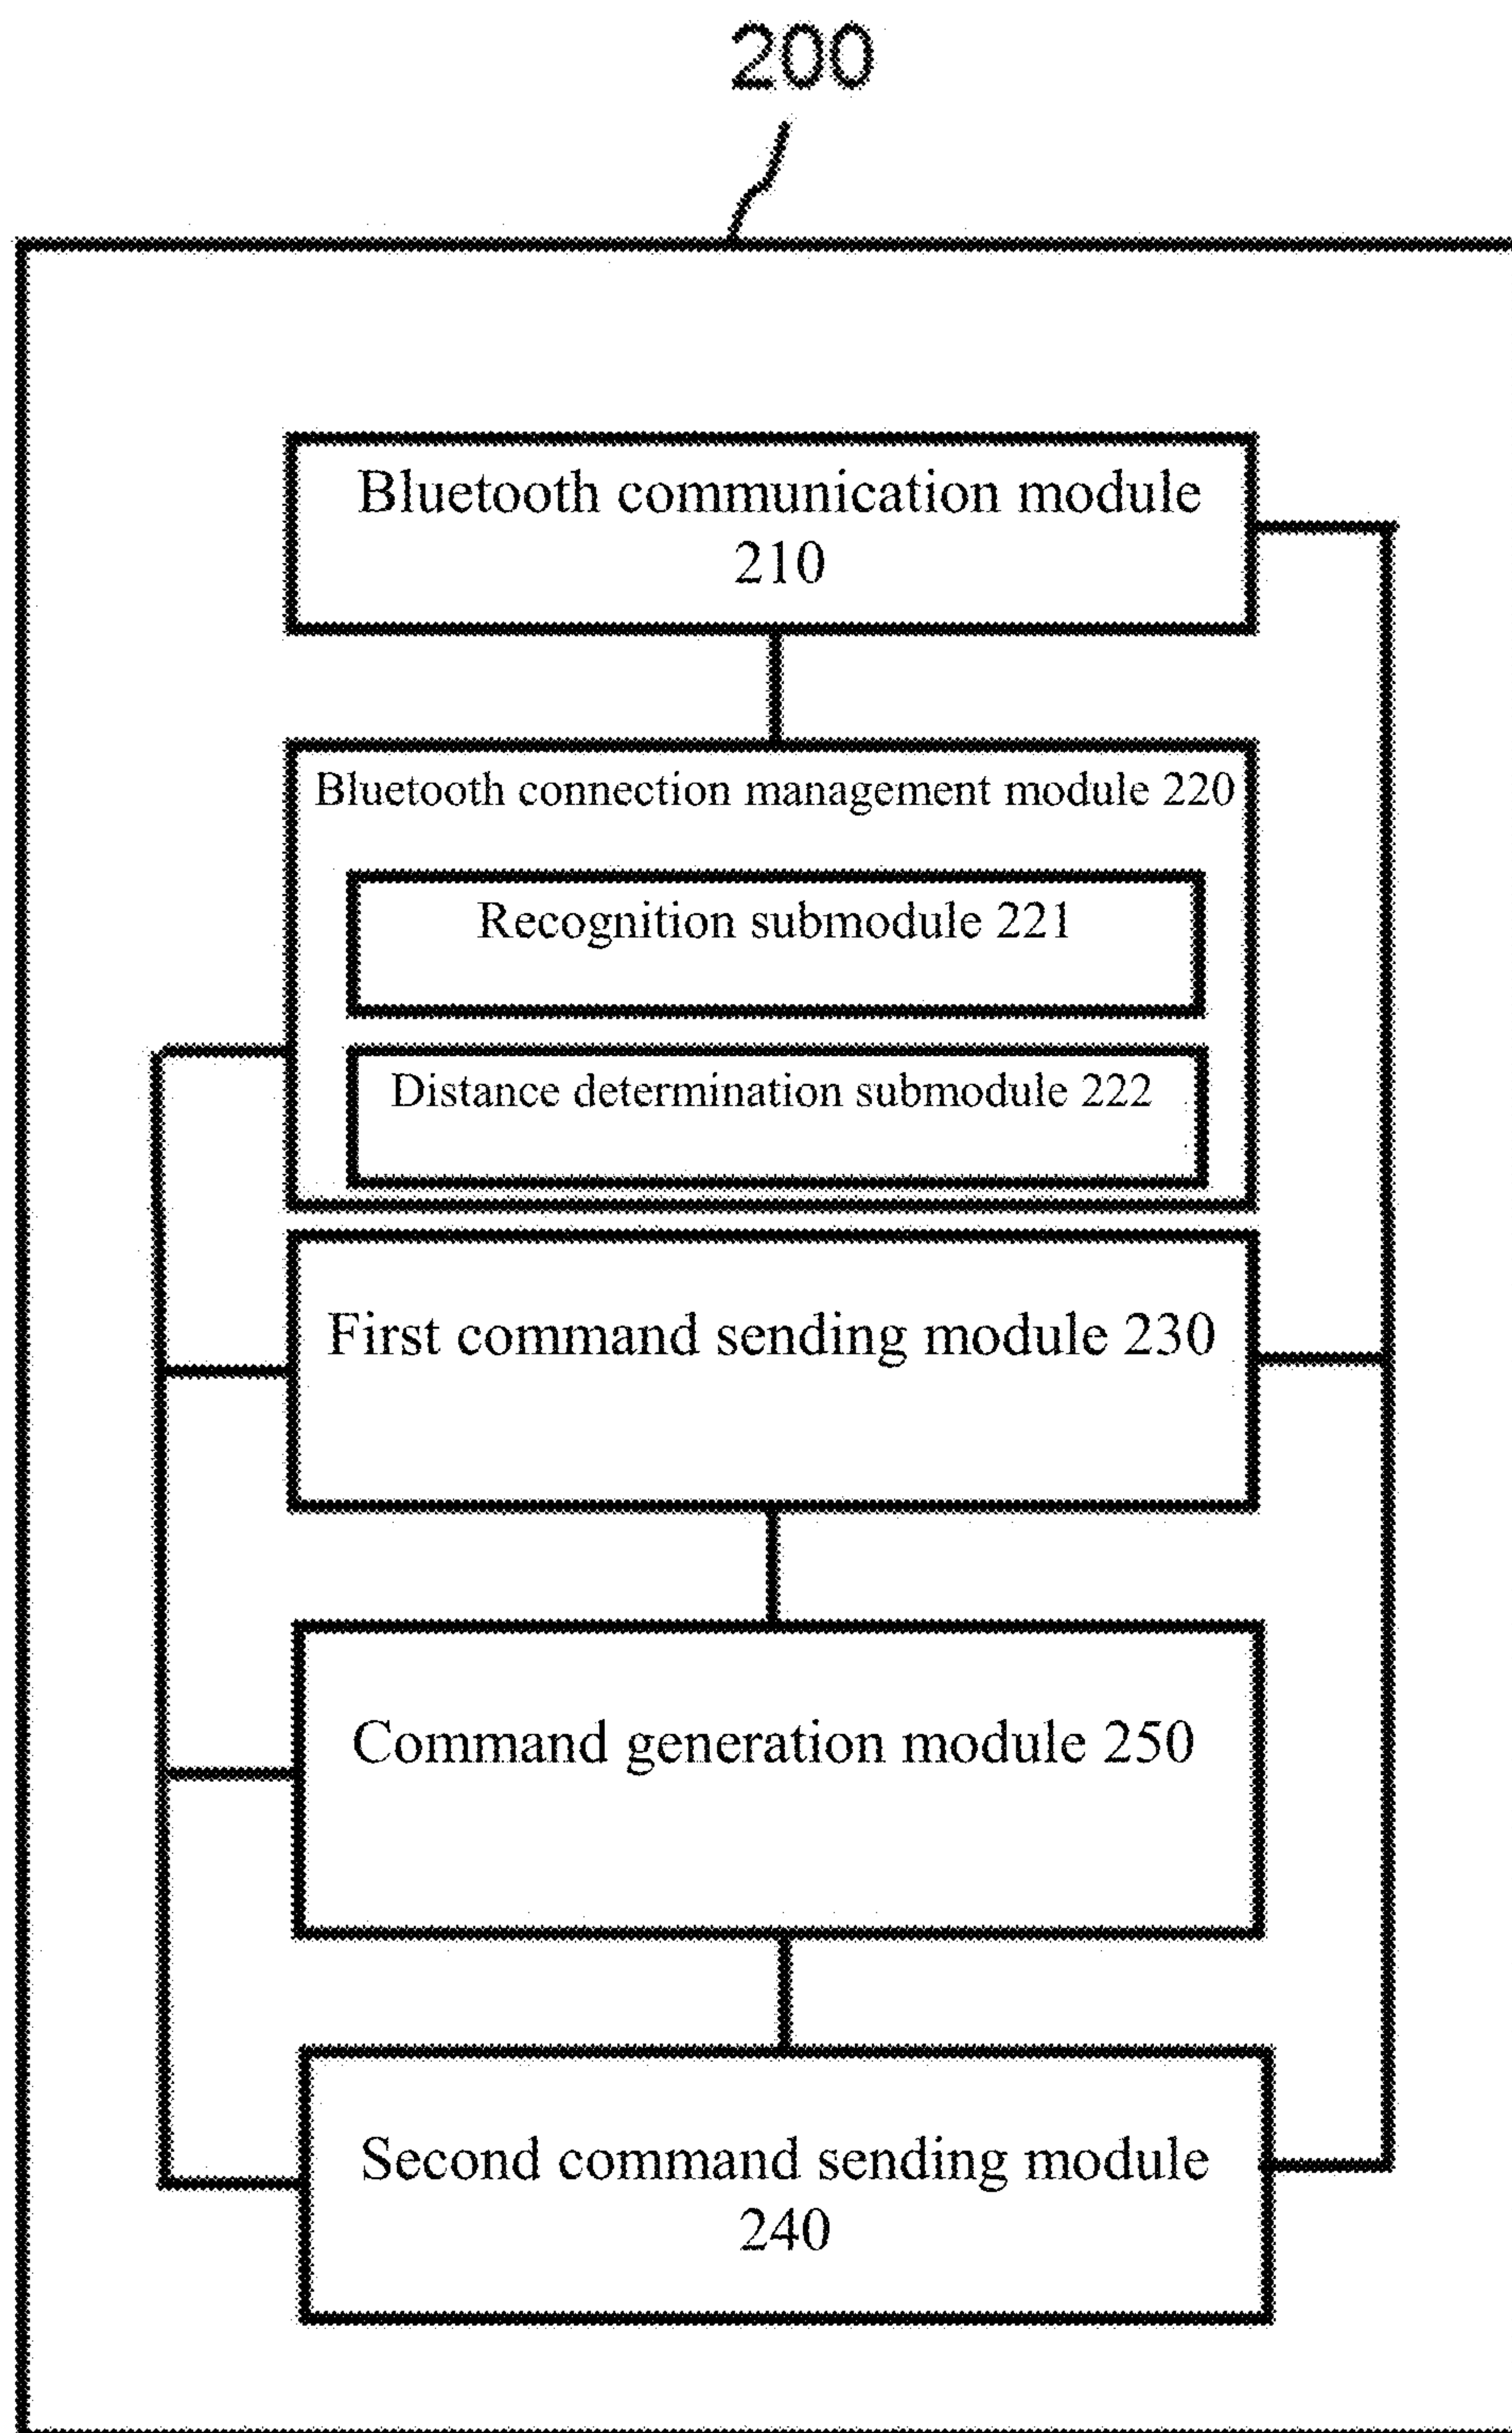 200
Bluetooth communication module
210
Bluetooth connection management module 220
Recognition submodule 221
Distance determination submodule 222
First command sending module 230
Command generation module 250
Second command sending module
240